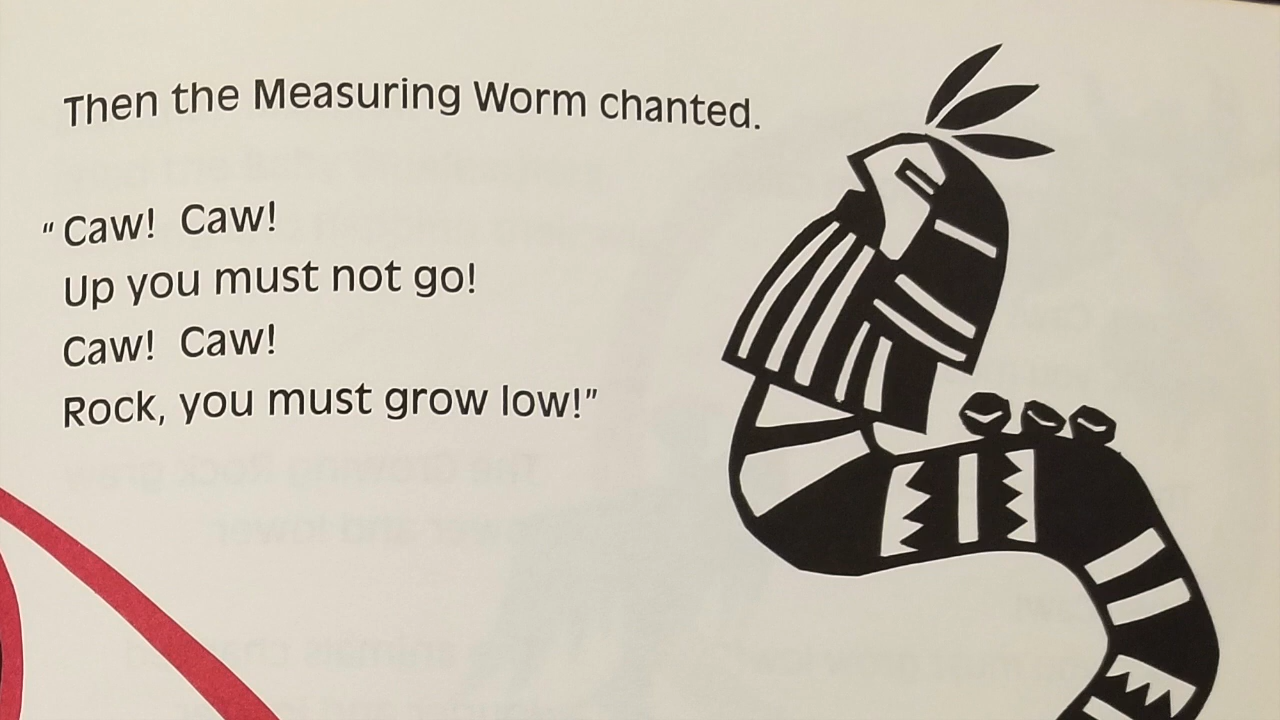 Then the Measuring Worm chanted.
"Caw! Caw!
Up you must not go!
Caw! Caw!
Rock, you must grow low!"